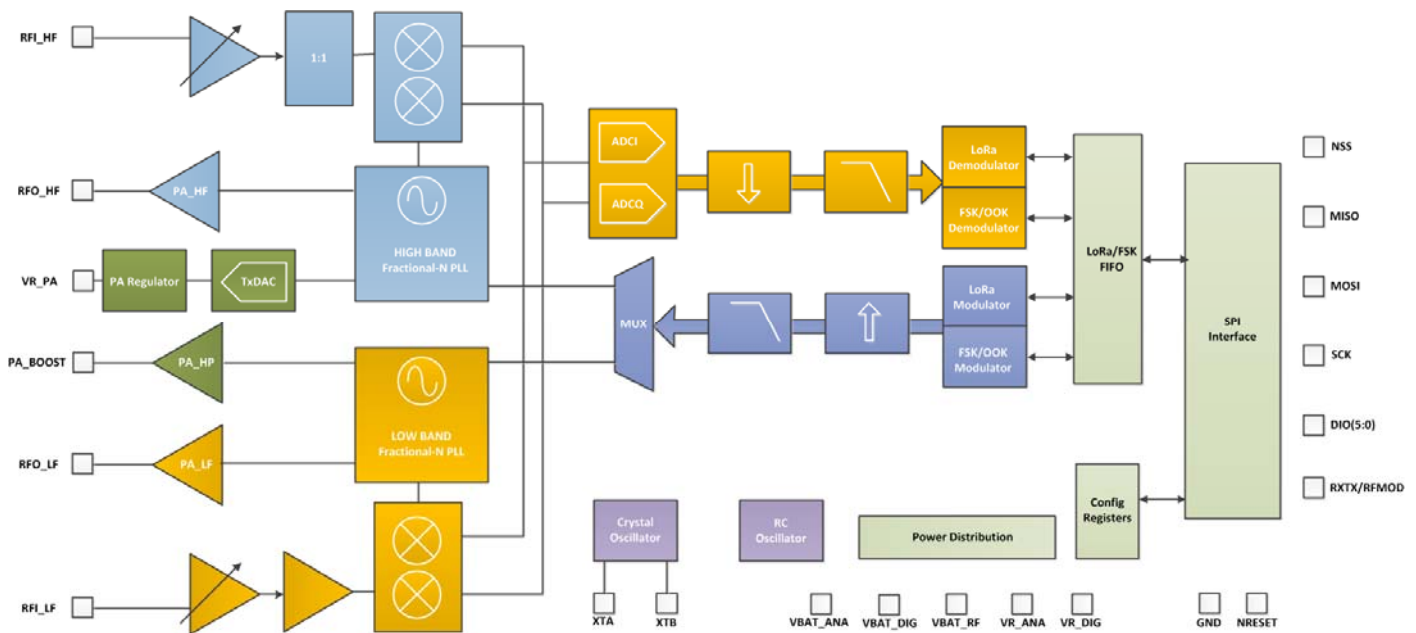 RFI_HF
1:1
ADCI
ADCQ
LoRa
Demodulator
FSK/OOK
Demodulator
NSS
MISO
RFO_HF
PA_HF
HIGH BAND
Fractional-N PLL
LoRa/FSK
FIFO
VR_PA
PA Regulator
TxDAC
MUX
LoRa
Modulator
FSK/OOK
Modulator
SPI
Interface
MOSI
SCK
PA_BOOST
PA_HP
LOW BAND
Fractional-N PLL
DIO(5:0)
RFO_LF
PA_LF
RXTX/RFMOD
Crystal
Oscillator
RC
Oscillator
Power Distribution
Config
Registers
RFI_LF
XTA
XTB
VBAT_ANA
VBAT_DIG
VBAT_RF
VR_ANA
VR_DIG
GND
NRESET